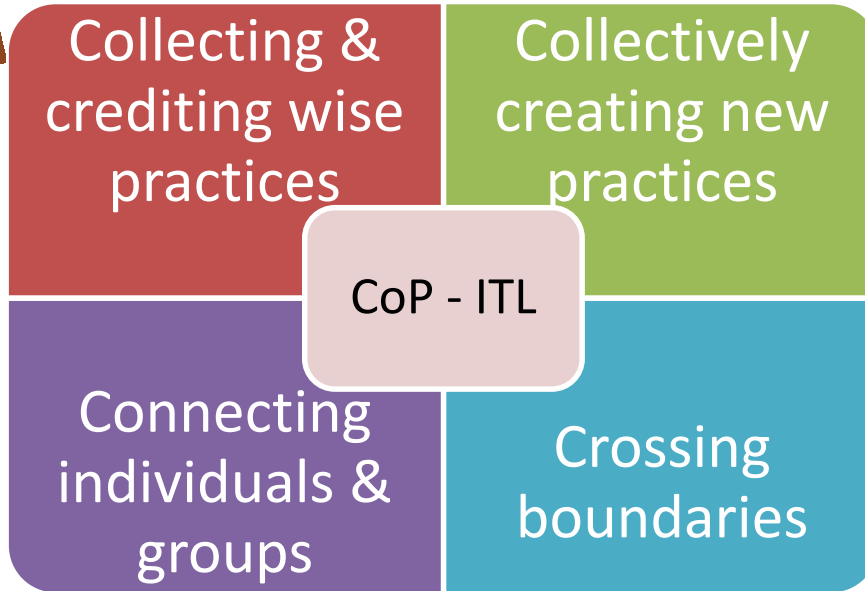 Collecting &
crediting wise
practices
Collectively
creating new
practices
CoP - ITL
Connecting
individuals &
groups
Crossing
boundaries